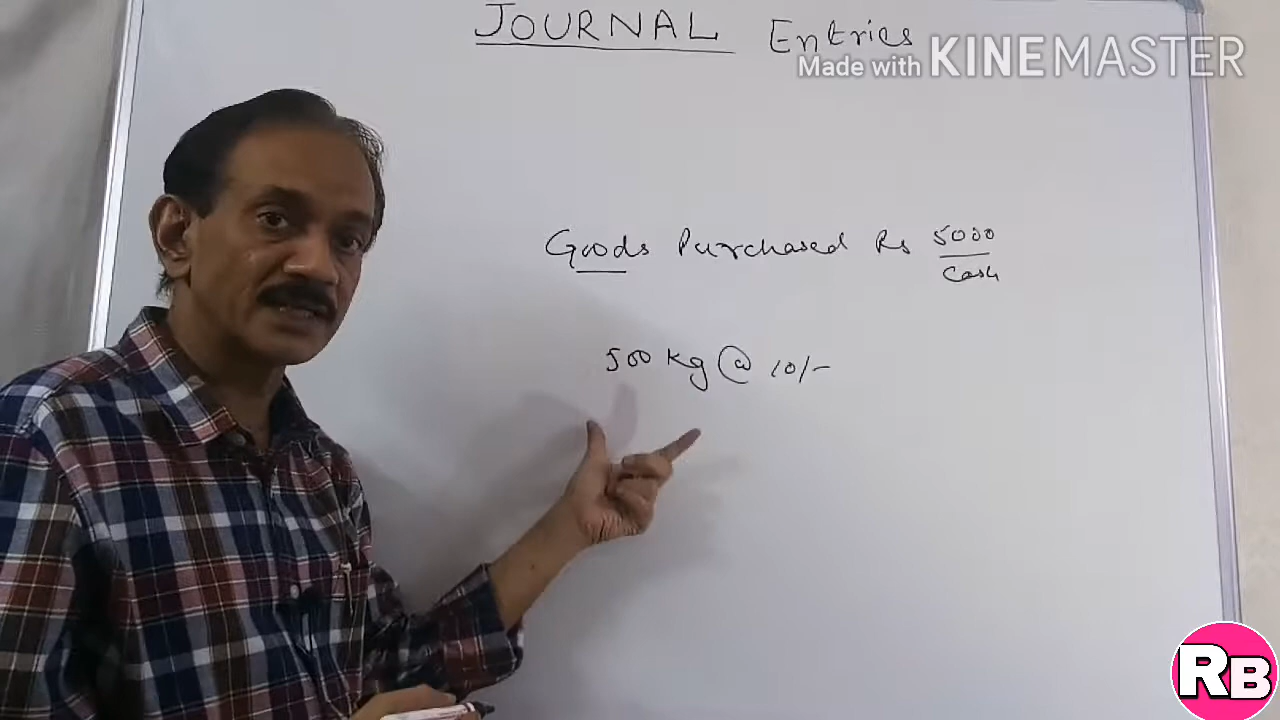 JOURNAL Entries
Made with KINEMASTER
Goods Purchased Rs 5000
Cash
500 Kg @ 10/-
RB